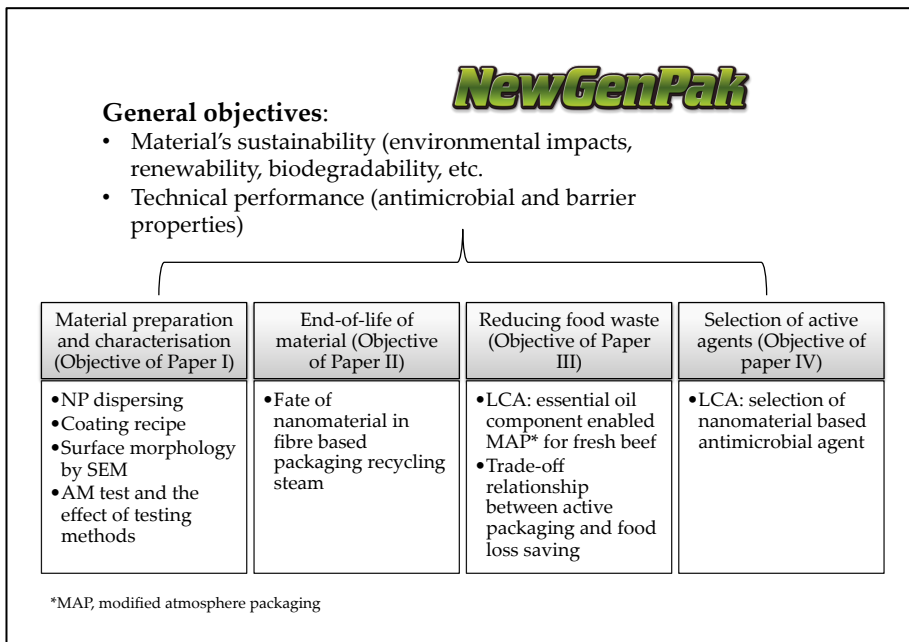 NewGenPak
General objectives:
• Material's sustainability (environmental impacts,
renewability, biodegradability, etc.
• Technical performance (antimicrobial and barrier
properties)
Material preparation
and characterisation
(Objective of Paper I)
•NP dispersing
•Coating recipe
•Surface morphology
by SEM
•AM test and the
effect of testing
methods
End-of-life of
material (Objective
of Paper II)
•Fate of
nanomaterial in
fibre based
packaging recycling
steam
Reducing food waste
(Objective of Paper
III)
•LCA: essential oil
component enabled
MAP* for fresh beef
•Trade-off
relationship
between active
packaging and food
loss saving
Selection of active
agents (Objective of
paper IV)
•LCA: selection of
nanomaterial based
antimicrobial agent
*MAP, modified atmosphere packaging